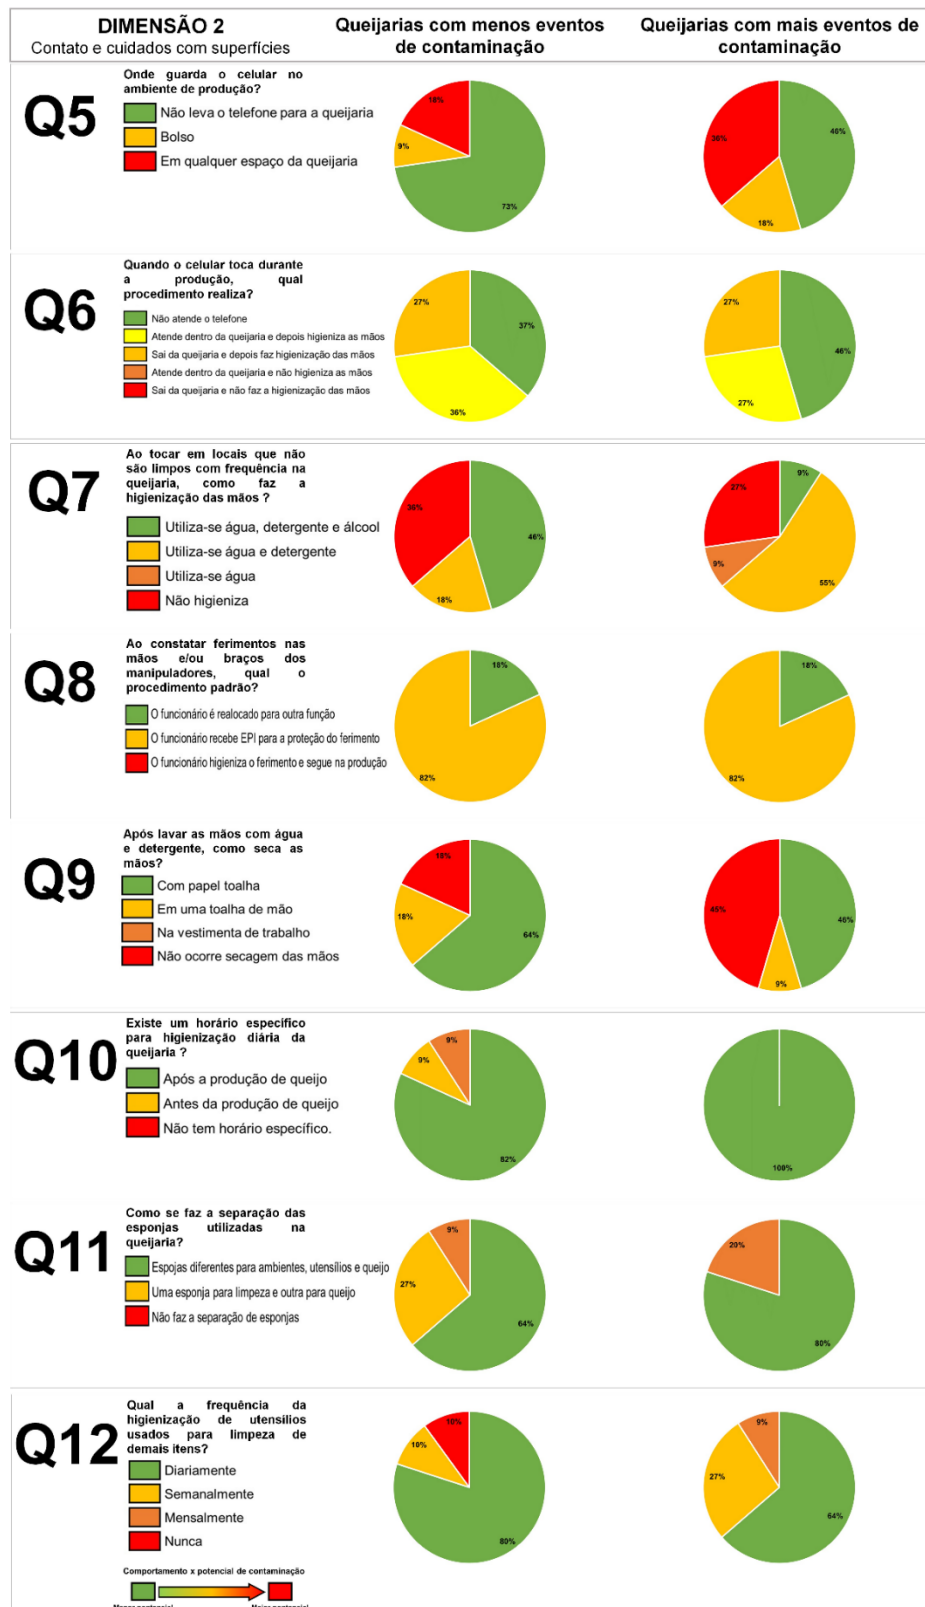 DIMENSÃO 2
Contato e cuidados com superfícies
Queijarias com menos eventos
de contaminação
Queijarias com mais eventos de
contaminação
Q5
Onde guarda o celular no
ambiente de produção?
Não leva o telefone para a queijaria
Bolso
Em qualquer espaço da queijaria
18%
9%
73%
36%
46%
18%
Q6
Quando o celular toca durante
a produção, qual
procedimento realiza?
Não atende o telefone
Atende dentro da queijaria e depois higieniza as mãos
Sai da queijaria e depois faz higienização das mãos
Atende dentro da queijaria e não higieniza as mãos
Sai da queijaria e não faz a higienização das mãos
27%
37%
36%
27%
46%
27%
Q7
Ao tocar em locais que não
são limpos com frequência na
queijaria, como faz a
higienização das mãos ?
Utiliza-se água, detergente e álcool
Utiliza-se água e detergente
Utiliza-se água
Não higieniza
36%
46%
18%
27%
9%
9%
55%
Q8
Ao constatar ferimentos nas
mãos e/ou braços dos
manipuladores, qual o
procedimento padrão?
O funcionário é realocado para outra função
O funcionário recebe EPI para a proteção do ferimento
O funcionário higieniza o ferimento e segue na produção
18%
82%
18%
82%
Q9
Após lavar as mãos com água
e detergente, como seca as
mãos?
Com papel toalha
Em uma toalha de mão
Na vestimenta de trabalho
Não ocorre secagem das mãos
18%
18%
64%
45%
46%
9%
Q10
Existe um horário específico
para higienização diária da
queijaria ?
Após a produção de queijo
Antes da produção de queijo
Não tem horário específico.
9%
9%
82%
100%
Q11
Como se faz a separação das
esponjas utilizadas na
queijaria?
Espojas diferentes para ambientes, utensílios e queijo
Uma esponja para limpeza e outra para queijo
Não faz a separação de esponjas
9%
27%
64%
20%
80%
Q12
Qual a frequência da
higienização de utensílios
usados para limpeza de
demais itens?
Diariamente
Semanalmente
Mensalmente
Nunca
10%
10%
80%
9%
27%
64%
Comportamento x potencial de contaminação